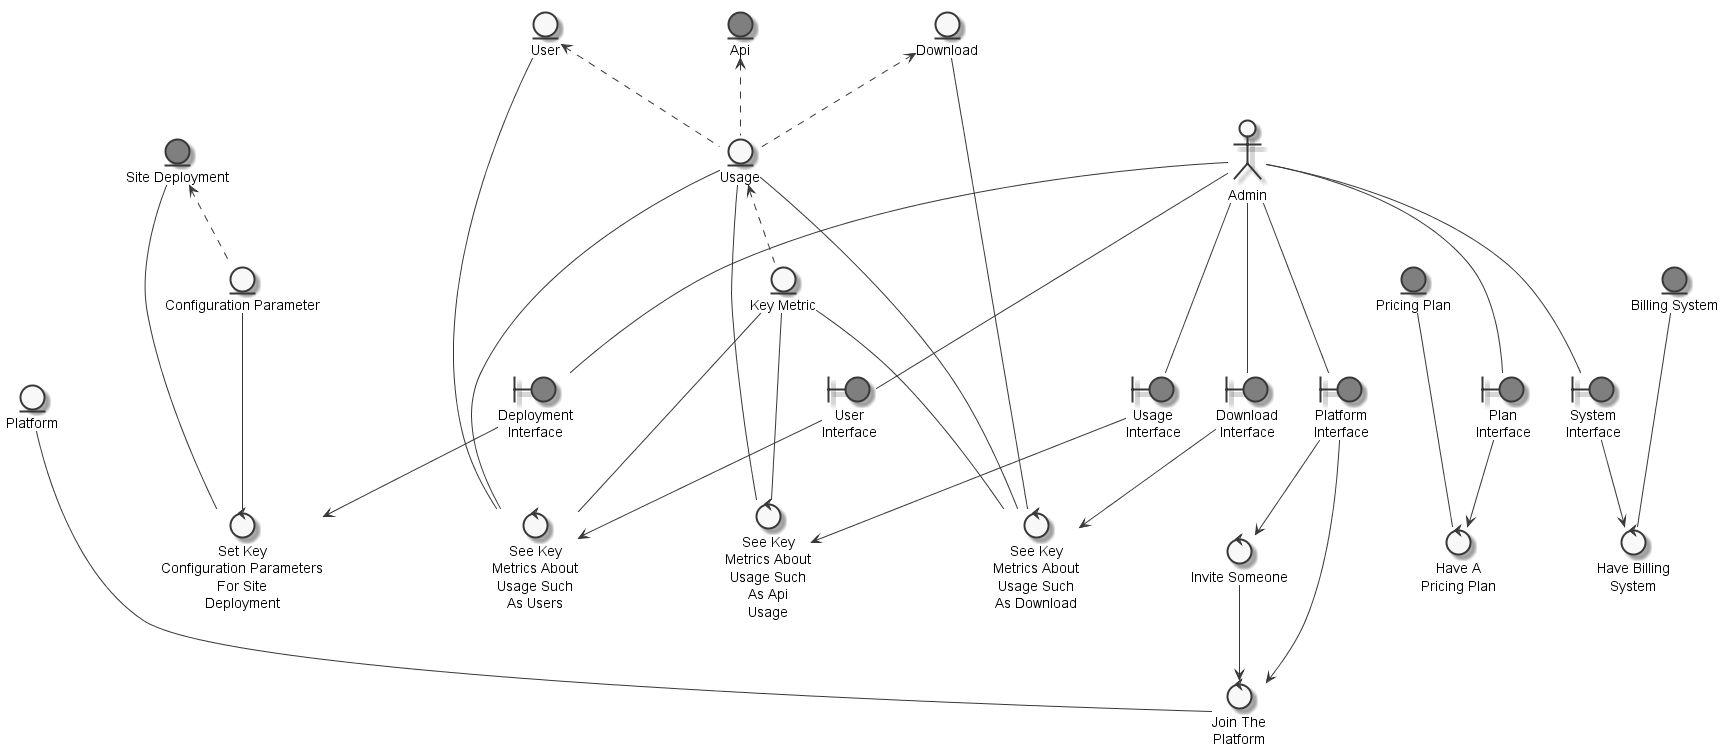 User
Api
Download
Site Deployment
Usage
Admin
Configuration Parameter
Key Metric
Pricing Plan
Billing System
Platform
Deployment
Interface
User
Interface
Usage
Interface
Download
Interface
Platform
Interface
Plan
Interface
System
Interface
Set Key
Configuration Parameters
For Site
Deployment
See Key
Metrics About
Usage Such
As Users
See Key
Metrics About
Usage Such
As Api
Usage
See Key
Metrics About
Usage Such
As Download
Invite Someone
Have A
Pricing Plan
Have Billing
System
Join The
Platform